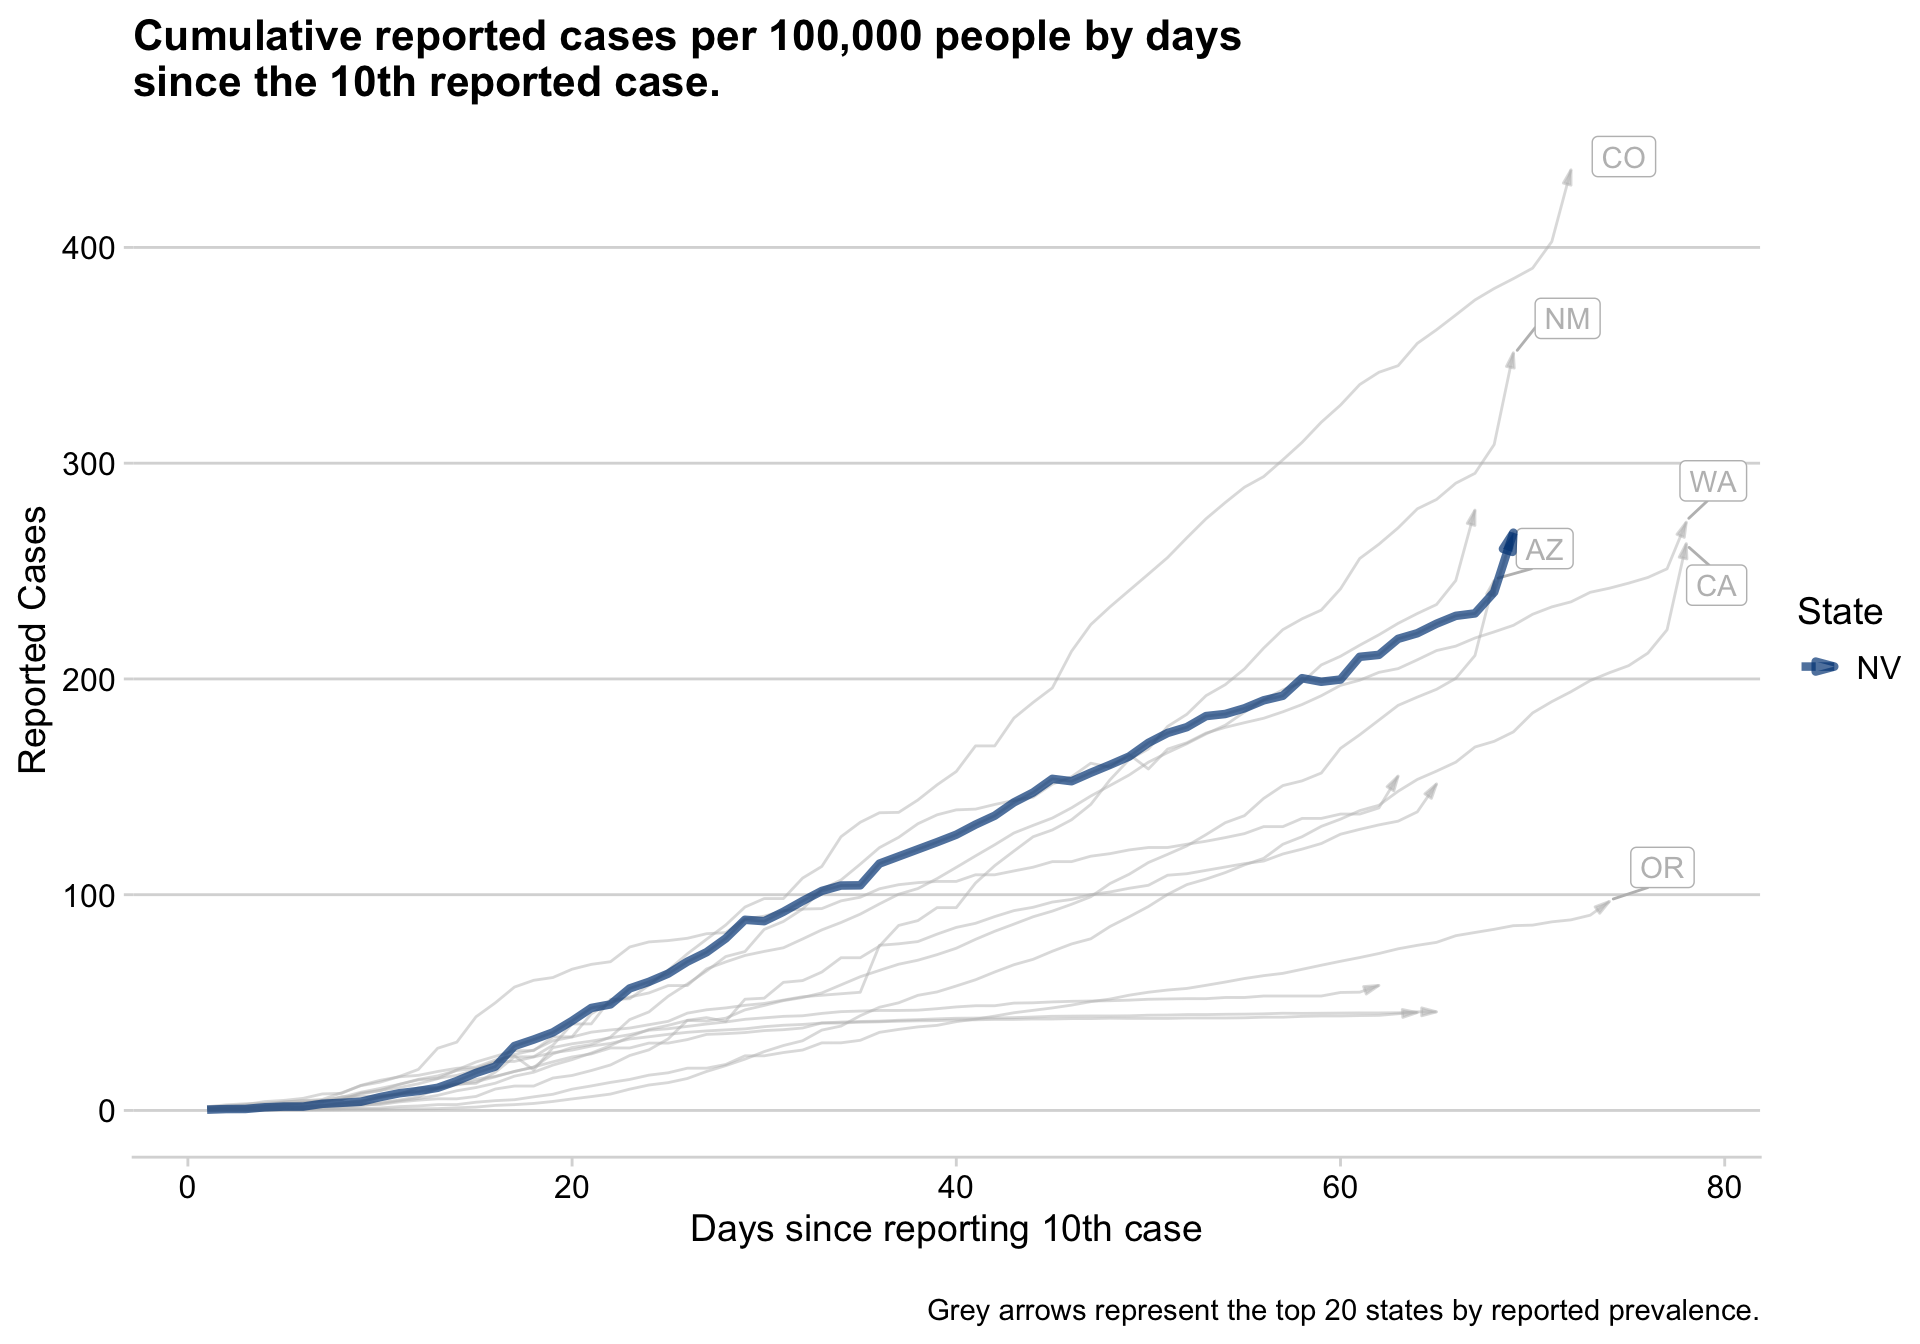 Cumulative reported cases per 100,000 people by days
since the 10th reported case.
CO
400
NM
300
WA
AZ
CA
State
NV
200
OR
100
0
0 20 40 60 80
Reported Cases
Days since reporting 10th case
Grey arrows represent the top 20 states by reported prevalence.